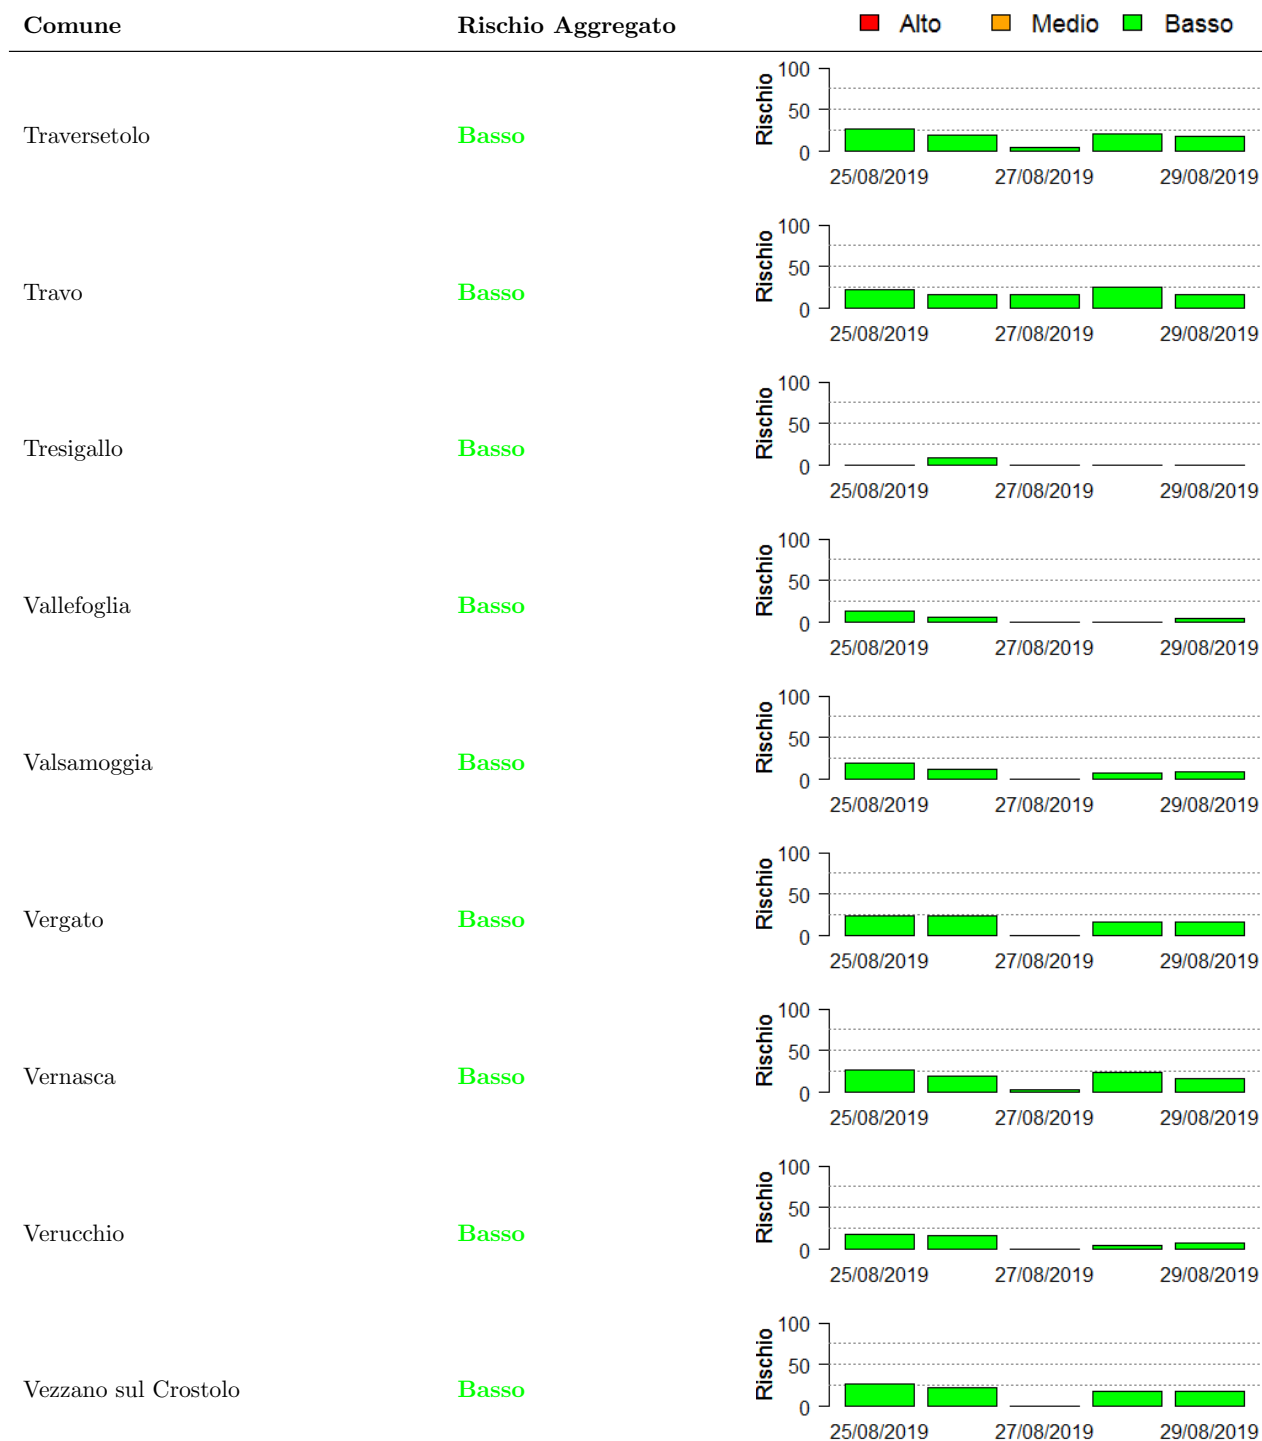 Comune Rischio Aggregato Alto Medio Basso
Traversetolo Basso Rischio 100 50 0
25/08/2019 27/08/2019 29/08/2019
Travo Basso Rischio 100 50 0
25/08/2019 27/08/2019 29/08/2019
Tresigallo Basso Rischio 100 50 0
25/08/2019 27/08/2019 29/08/2019
Vallefoglia Basso Rischio 100 50 0
25/08/2019 27/08/2019 29/08/2019
Valsamoggia Basso Rischio 100 50 0
25/08/2019 27/08/2019 29/08/2019
Vergato Basso Rischio 100 50 0
25/08/2019 27/08/2019 29/08/2019
Vernasca Basso Rischio 100 50 0
25/08/2019 27/08/2019 29/08/2019
Verucchio Basso Rischio 100 50 0
25/08/2019 27/08/2019 29/08/2019
Vezzano sul Crostolo Basso Rischio 100 50 0
25/08/2019 27/08/2019 29/08/2019